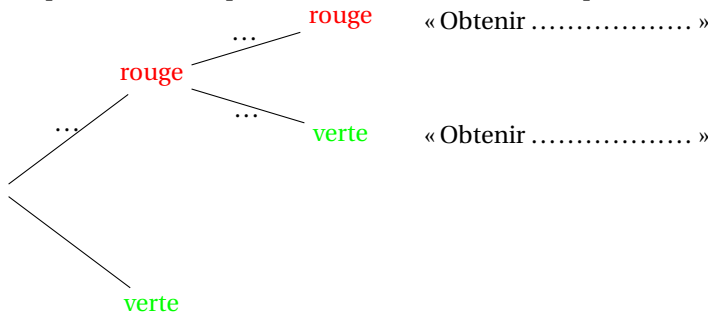 … rouge « Obtenir .................. »
rouge
… … verte « Obtenir .................. »
verte